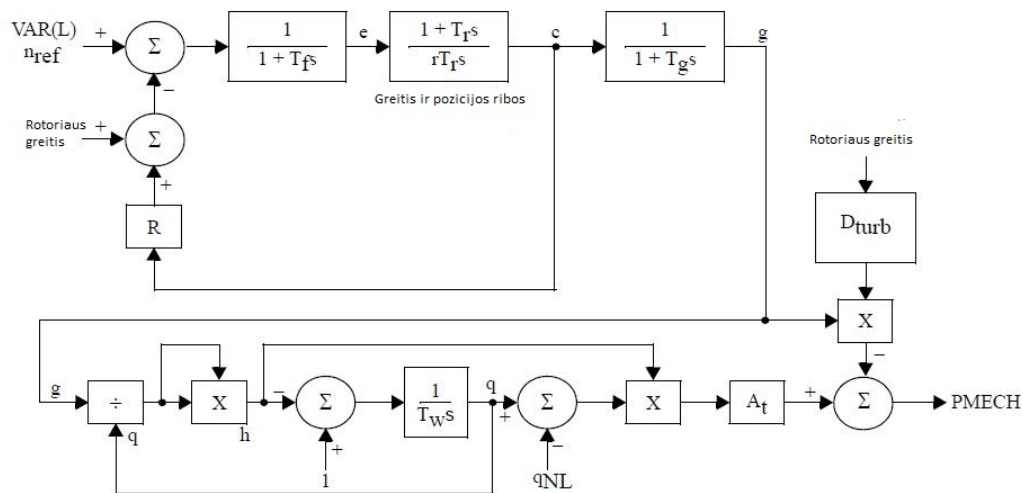 VAR(L)
nref
+
Σ
−
1
1 + Tfs
e
1 + Trs
rTrs
Greitis ir pozicijos ribos
c
1
1 + Tgs
g
Rotoriaus
greitis
+
Σ
+
R
Rotoriaus greitis
Dturb
X
−
g
÷
q
X
h
−
Σ
+
1
1
Tws
q
+
Σ
−
qNL
X
At
+
Σ
PMECH